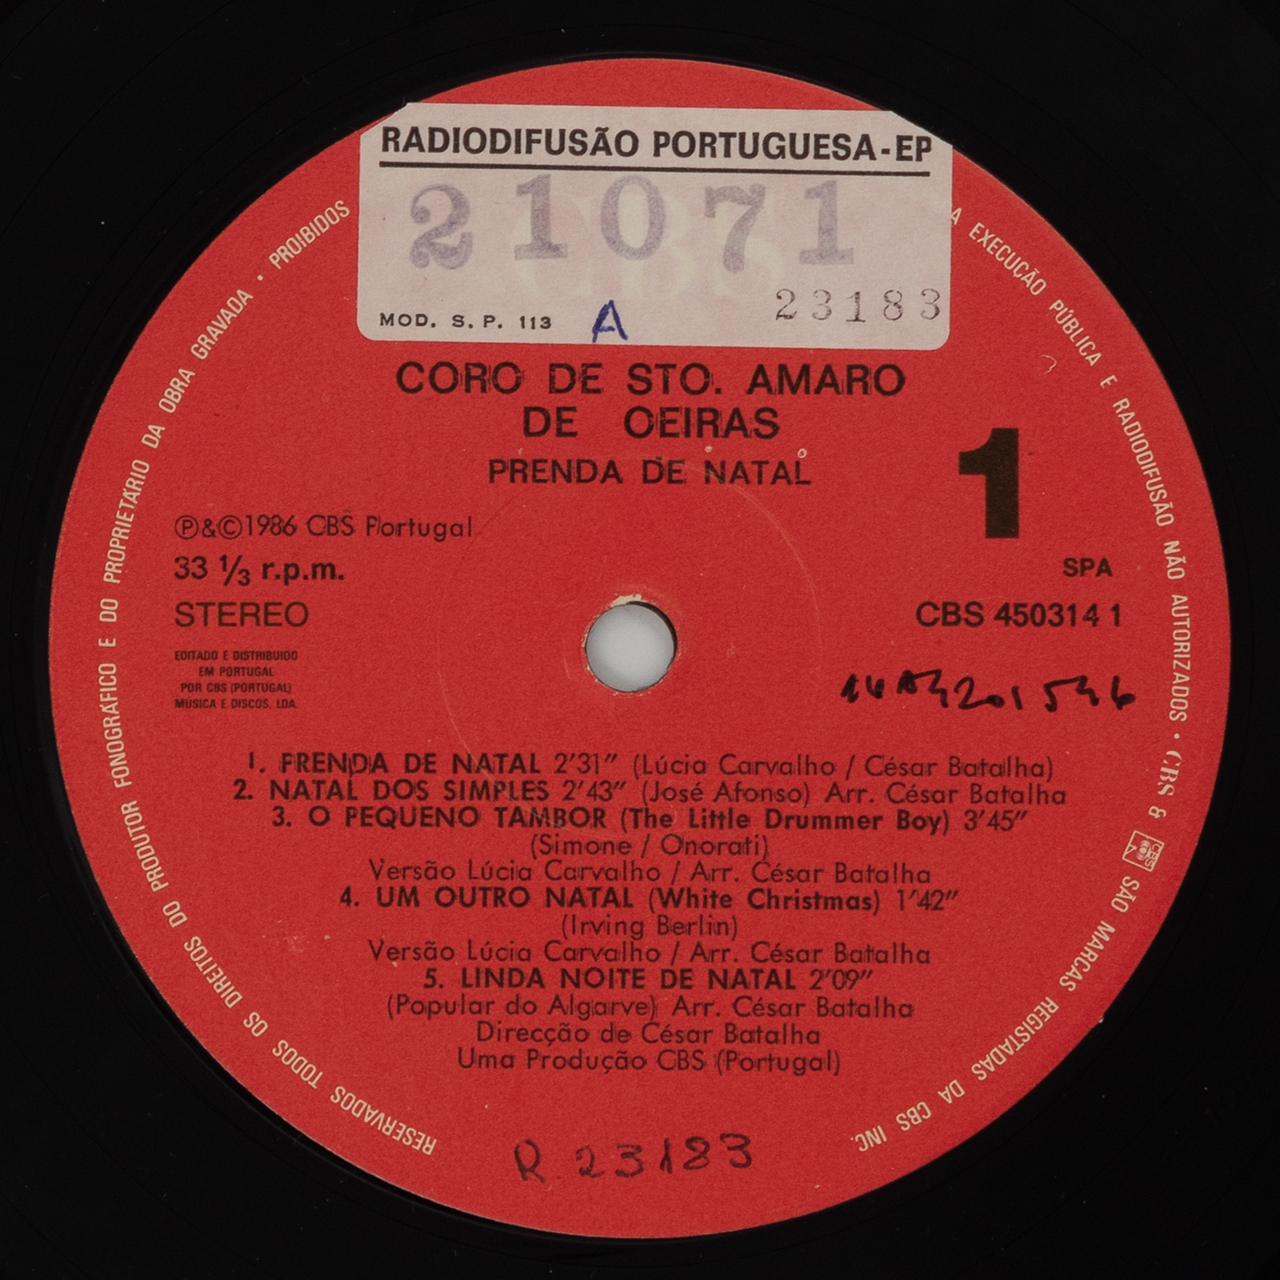 RADIODIFUSÃO PORTUGUESA-EP
21071
23183
MOD. S. P. 113
A
CORO DE STO. AMARO
DE OEIRAS
PRENDA DE NATAL
1
℗&©1986 CBS Portugal
33 1/3 r.p.m.
STEREO
SPA
CBS 450314 1
EDITADO E DISTRIBUIDO
EM PORTUGAL
POR CBS (PORTUGAL)
MÚSICA E DISCOS, LDA.
1. PRENDA DE NATAL 2'31" (Lúcia Carvalho / César Batalha)
2. NATAL DOS SIMPLES 2'43" (José Afonso) Arr. César Batalha
3. O PEQUENO TAMBOR (The Little Drummer Boy) 3'45"
(Simone / Onorati)
Versão Lúcia Carvalho / Arr. César Batalha
4. UM OUTRO NATAL (White Christmas) 1'42"
(Irving Berlin)
Versão Lúcia Carvalho / Arr. César Batalha
5. LINDA NOITE DE NATAL 2'09"
(Popular do Algarve) Arr. César Batalha
Direcção de César Batalha
Uma Produção CBS (Portugal)
R. 23183
RESERVADOS TODOS OS DIREITOS DO PRODUTOR FONOGRÁFICO E DO PROPRIETÁRIO DA OBRA GRAVADA · PROIBIDOS
A EXECUÇÃO PÚBLICA E RADIODIFUSÃO NÃO AUTORIZADOS · CBS & CBS SÃO MARCAS REGISTADAS DA CBS INC.